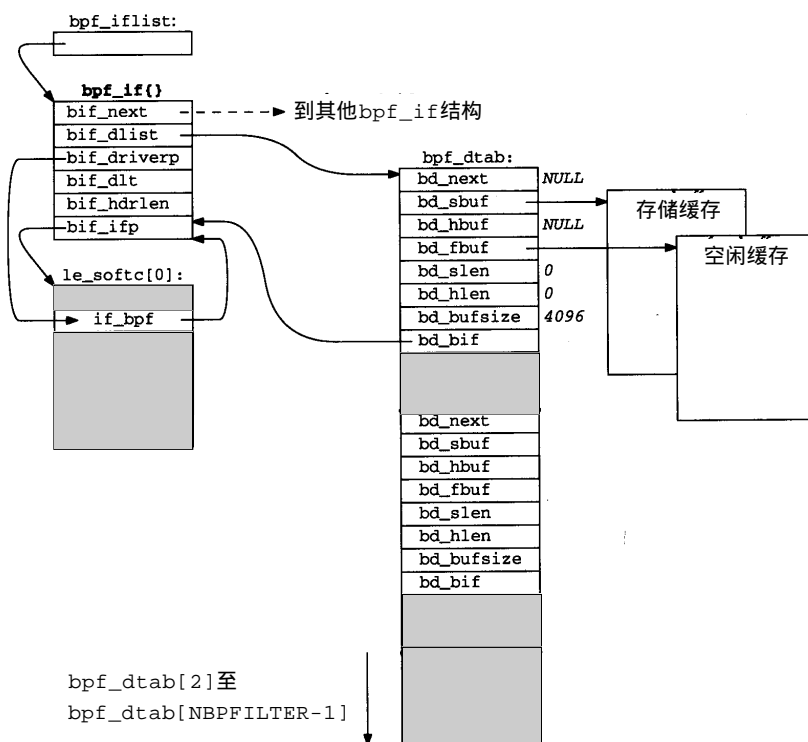 bpf_iflist:
bpf_if{}
bif_next
到其他bpf_if结构
bif_dlist
bif_driverp
bif_dlt
bif_hdrlen
bif_ifp
le_softc[0]:
if_bpf
bpf_dtab:
bd_next NULL
bd_sbuf
bd_hbuf NULL
bd_fbuf
bd_slen 0
bd_hlen 0
bd_bufsize 4096
bd_bif
存储缓存
空闲缓存
bd_next
bd_sbuf
bd_hbuf
bd_fbuf
bd_slen
bd_hlen
bd_bufsize
bd_bif
bpf_dtab[2]至
bpf_dtab[NBPFILTER-1]